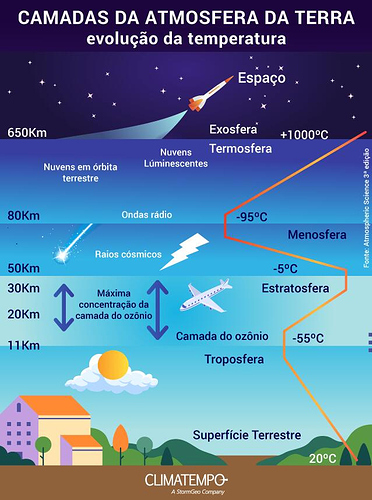 CAMADAS DA ATMOSFERA DA TERRA
evolução da temperatura
Espaço
650Km
Exosfera
+1000ºC
Termosfera
Nuvens
Lúminescentes
Nuvens em órbita
terrestre
Fonte: Atmospheric Science 3ª edição
80Km
Ondas rádio
-95ºC
Menosfera
Raios cósmicos
50Km
-5ºC
30Km
Estratosfera
Máxima
concentração da
camada do ozônio
20Km
Camada do ozônio
-55ºC
11Km
Troposfera
Superfície Terrestre
20ºC
CLIMATEMPO
A StormGeo Company